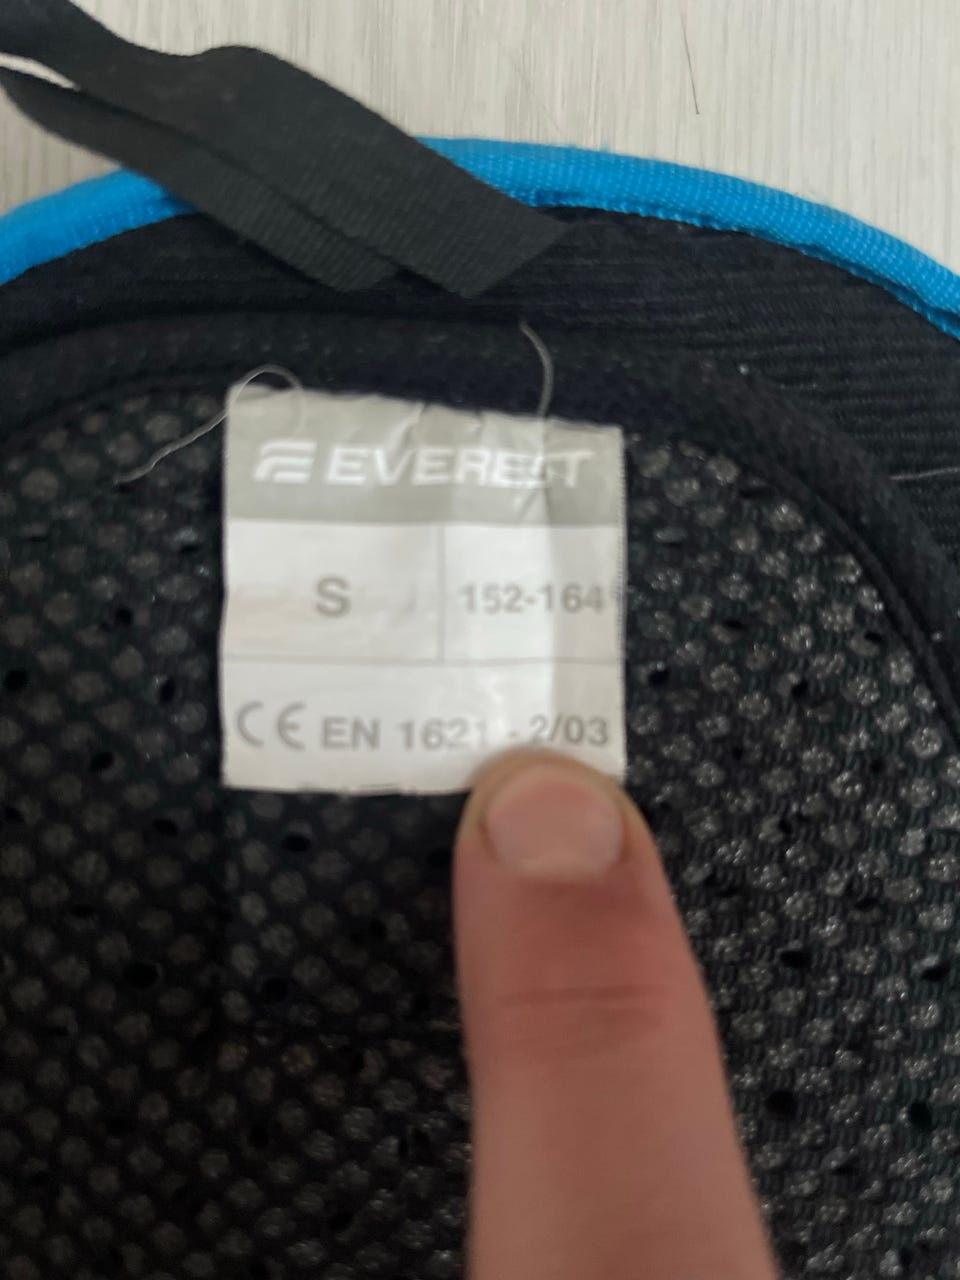 EVEREST
S 152-164
CE EN 1621-2/03